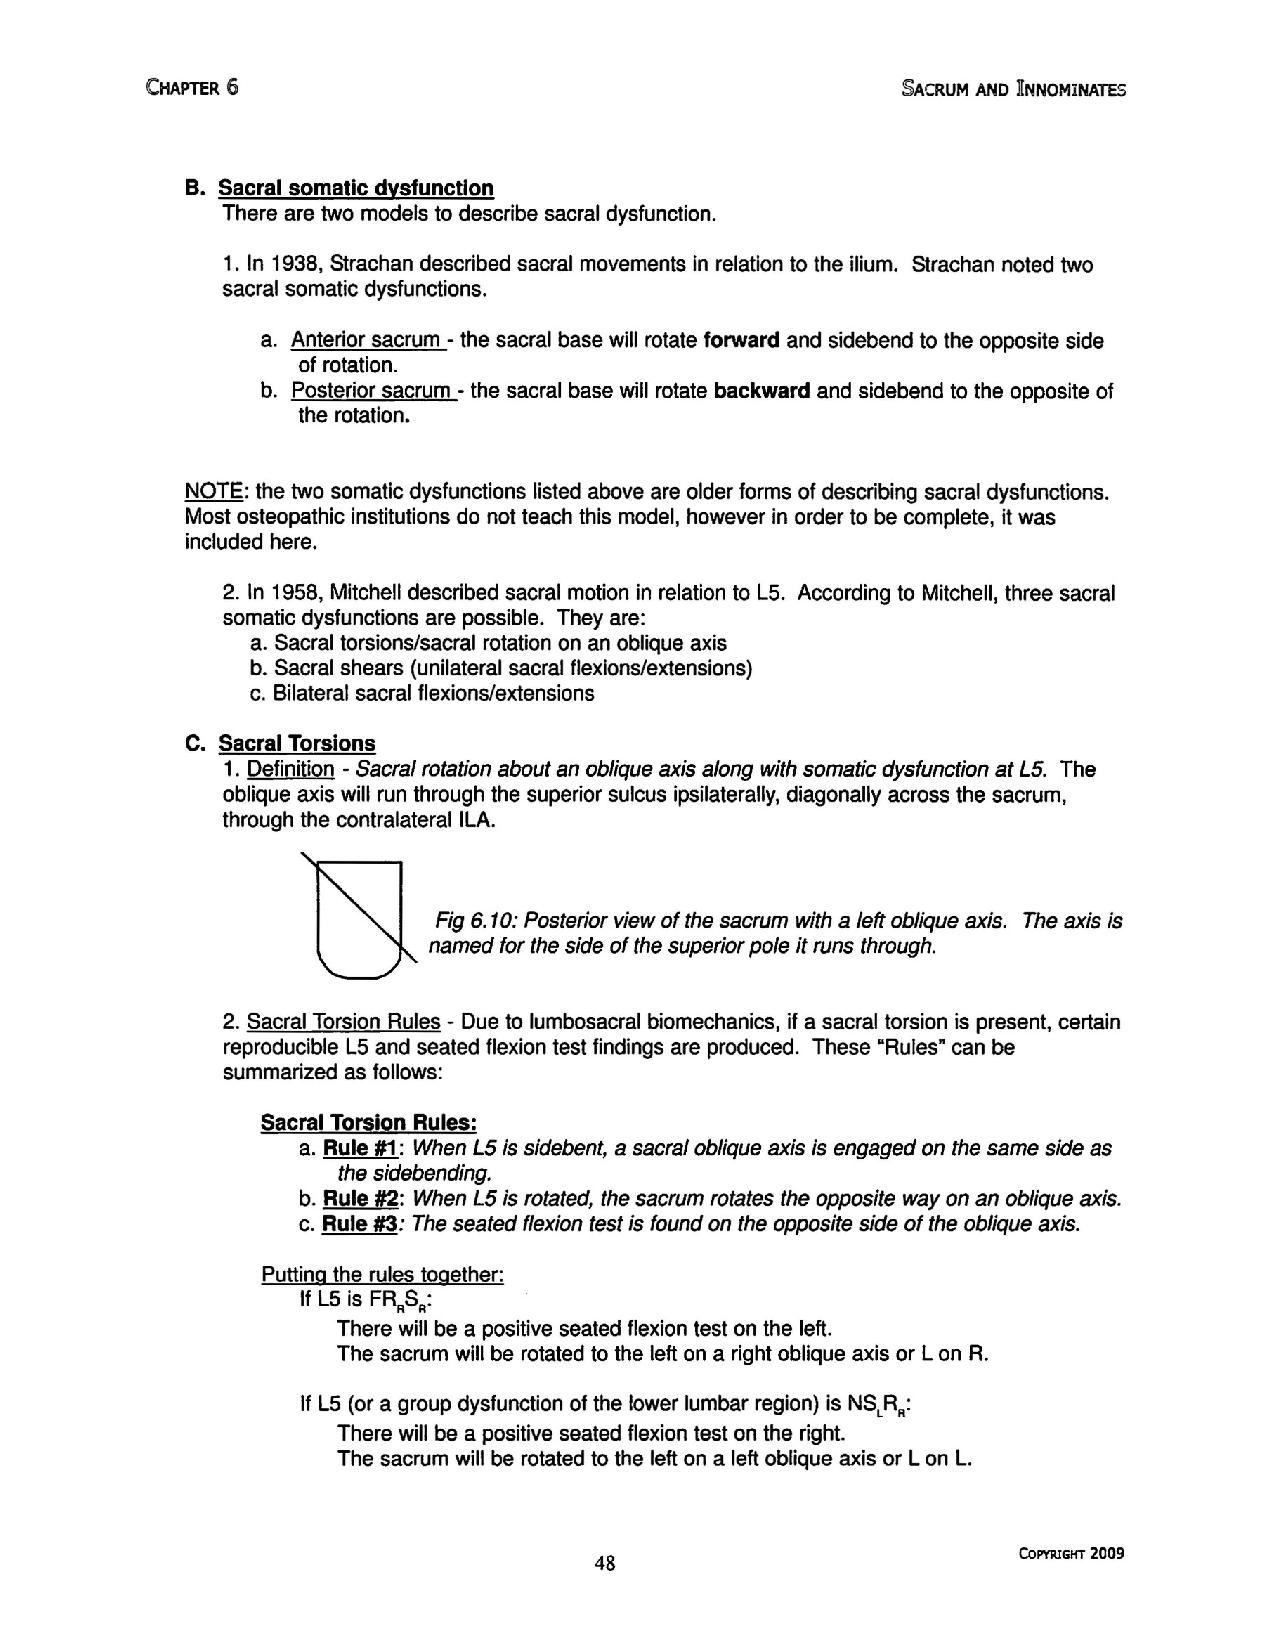 CHAPTER 6
SACRUM AND INNOMINATES
B. Sacral somatic dysfunction
There are two models to describe sacral dysfunction.
1. In 1938, Strachan described sacral movements in relation to the ilium. Strachan noted two
sacral somatic dysfunctions.
a. Anterior sacrum - the sacral base will rotate forward and sidebend to the opposite side
of rotation.
b. Posterior sacrum - the sacral base will rotate backward and sidebend to the opposite of
the rotation.
NOTE: the two somatic dysfunctions listed above are older forms of describing sacral dysfunctions.
Most osteopathic institutions do not teach this model, however in order to be complete, it was
included here.
2. In 1958, Mitchell described sacral motion in relation to L5. According to Mitchell, three sacral
somatic dysfunctions are possible. They are:
a. Sacral torsions/sacral rotation on an oblique axis
b. Sacral shears (unilateral sacral flexions/extensions)
c. Bilateral sacral flexions/extensions
C. Sacral Torsions
1. Definition - Sacral rotation about an oblique axis along with somatic dysfunction at L5. The
oblique axis will run through the superior sulcus ipsilaterally, diagonally across the sacrum,
through the contralateral ILA.
Fig 6.10: Posterior view of the sacrum with a left oblique axis. The axis is
named for the side of the superior pole it runs through.
2. Sacral Torsion Rules - Due to lumbosacral biomechanics, if a sacral torsion is present, certain
reproducible L5 and seated flexion test findings are produced. These "Rules" can be
summarized as follows:
Sacral Torsion Rules:
a. Rule #1: When L5 is sidebent, a sacral oblique axis is engaged on the same side as
the sidebending.
b. Rule #2: When L5 is rotated, the sacrum rotates the opposite way on an oblique axis.
c. Rule #3: The seated flexion test is found on the opposite side of the oblique axis.
Putting the rules together:
If L5 is FRRSR:
There will be a positive seated flexion test on the left.
The sacrum will be rotated to the left on a right oblique axis or L on R.
If L5 (or a group dysfunction of the lower lumbar region) is NSLRR:
There will be a positive seated flexion test on the right.
The sacrum will be rotated to the left on a left oblique axis or L on L.
48
COPYRIGHT 2009